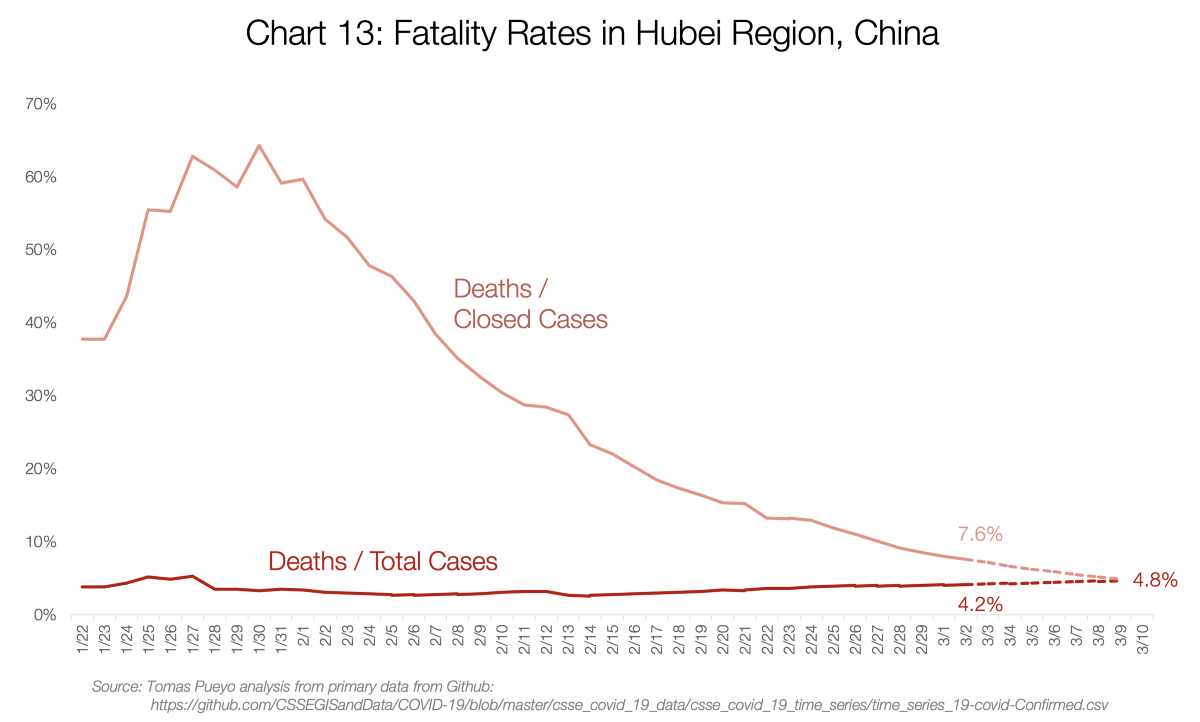 Chart 13: Fatality Rates in Hubei Region, China
70%
60%
50%
40%
30%
20%
10%
0%
Deaths /
Closed Cases
Deaths / Total Cases
7.6%
4.8%
4.2%
1/22 1/23 1/24 1/25 1/26 1/27 1/28 1/29 1/30 1/31 2/1 2/2 2/3 2/4 2/5 2/6 2/7 2/8 2/9 2/10 2/11 2/12 2/13 2/14 2/15 2/16 2/17 2/18 2/19 2/20 2/21 2/22 2/23 2/24 2/25 2/26 2/27 2/28 2/29 3/1 3/2 3/3 3/4 3/5 3/6 3/7 3/8 3/9 3/10
Source: Tomas Pueyo analysis from primary data from Github:
https://github.com/CSSEGISandData/COVID-19/blob/master/csse_covid_19_data/csse_covid_19_time_series/time_series_19-covid-Confirmed.csv